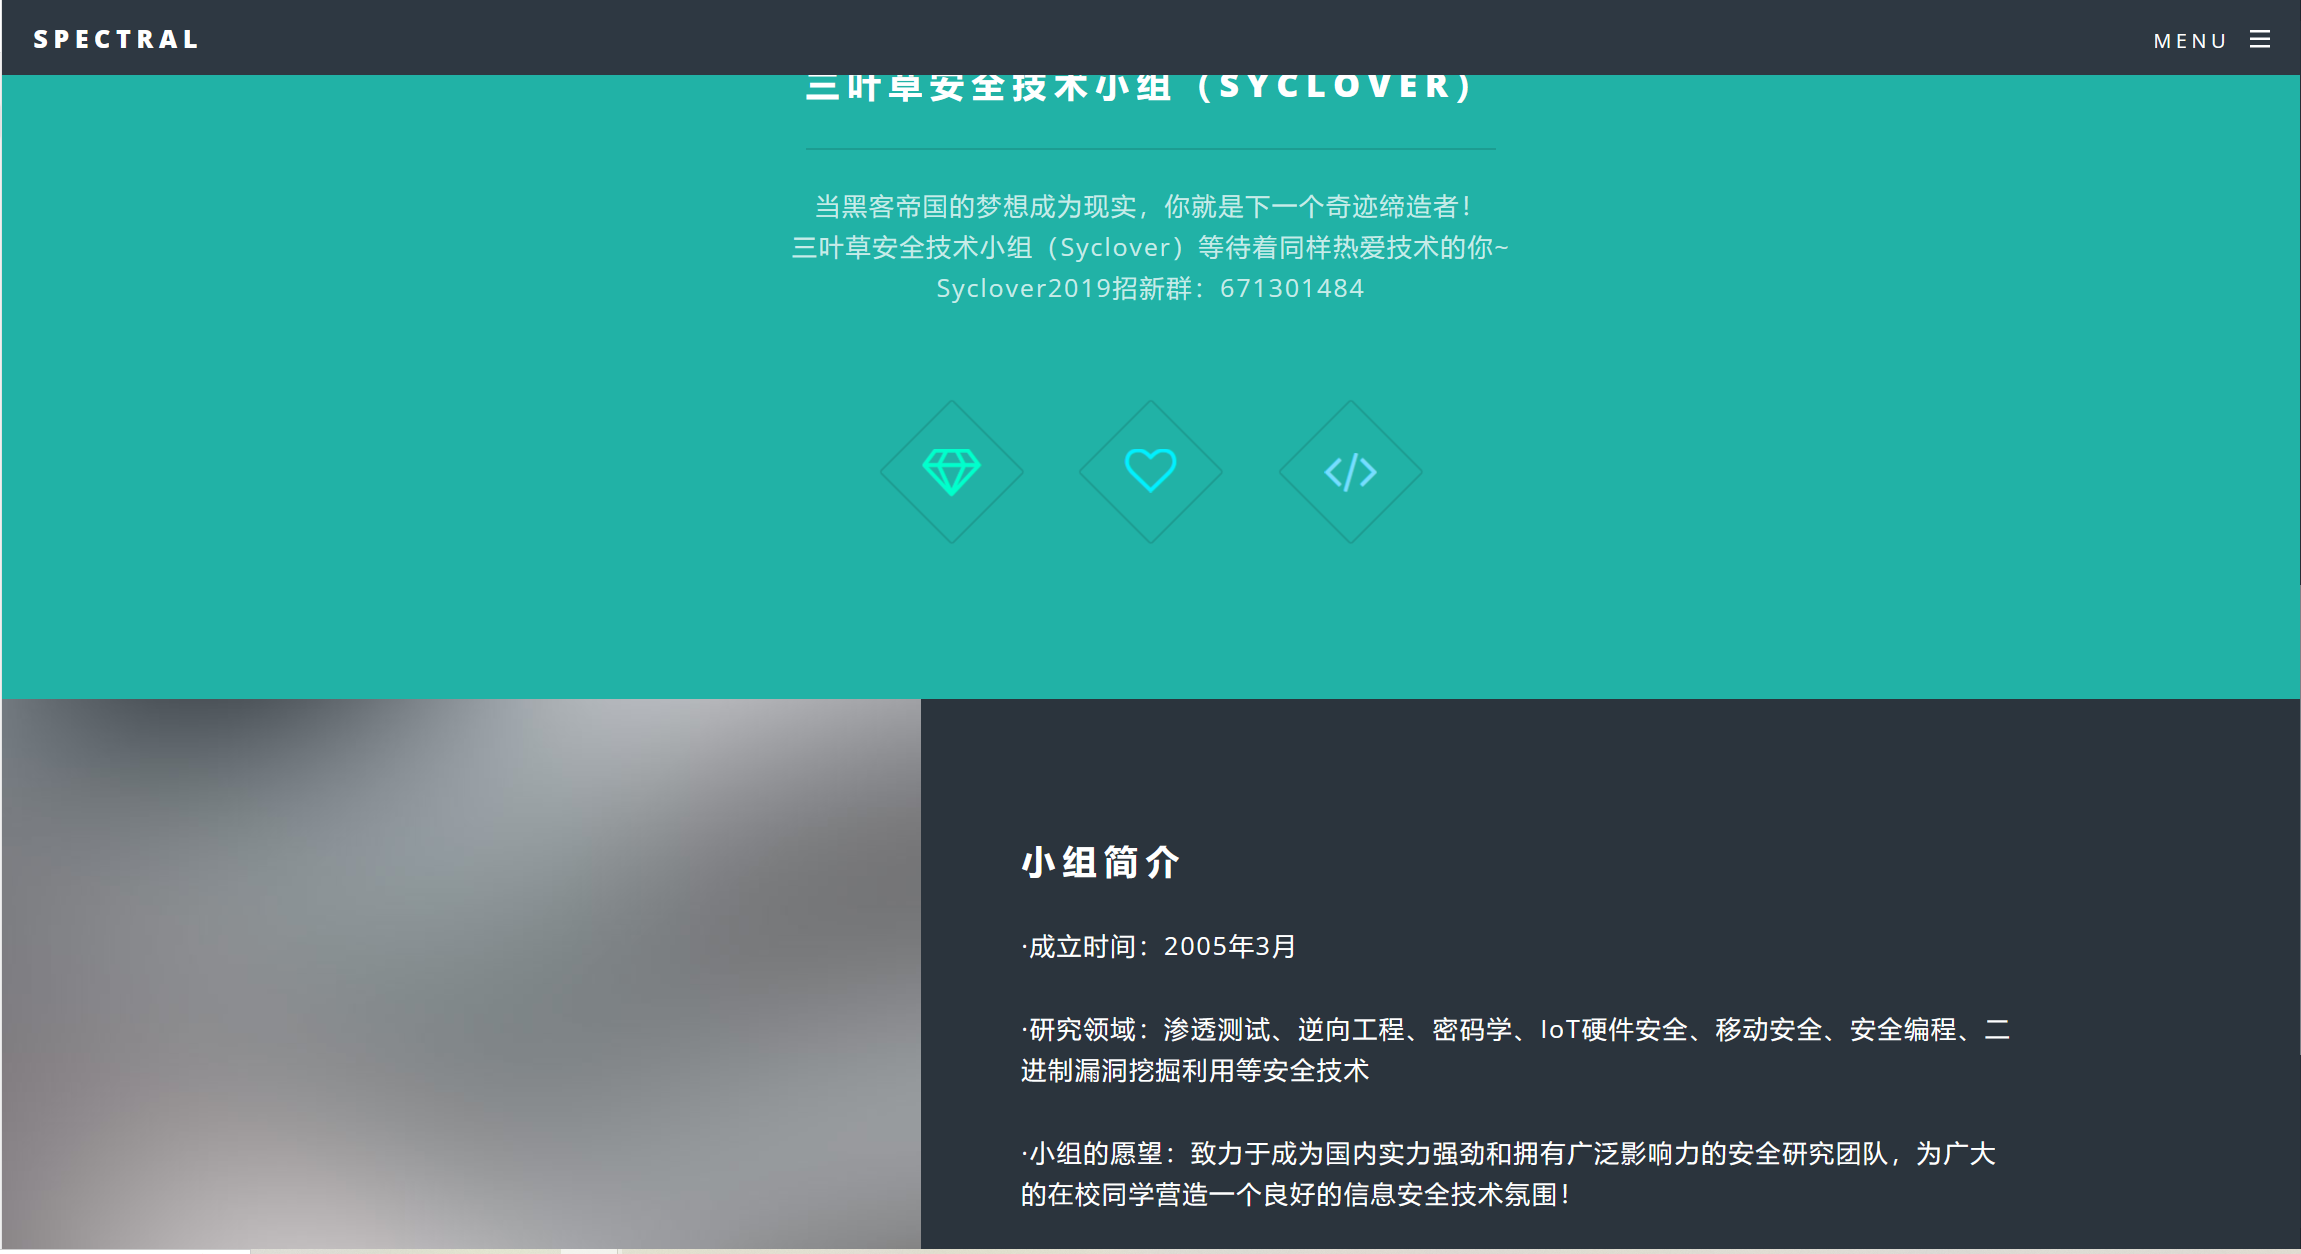 SPECTRAL
MENU
三叶草安全技术小组（SYCLOVER）
当黑客帝国的梦想成为现实，你就是下一个奇迹缔造者！
三叶草安全技术小组（Syclover）等待着同样热爱技术的你~
Syclover2019招新群：671301484
小组简介
·成立时间：2005年3月
·研究领域：渗透测试、逆向工程、密码学、IoT硬件安全、移动安全、安全编程、二
进制漏洞挖掘利用等安全技术
·小组的愿望：致力于成为国内实力强劲和拥有广泛影响力的安全研究团队，为广大
的在校同学营造一个良好的信息安全技术氛围！